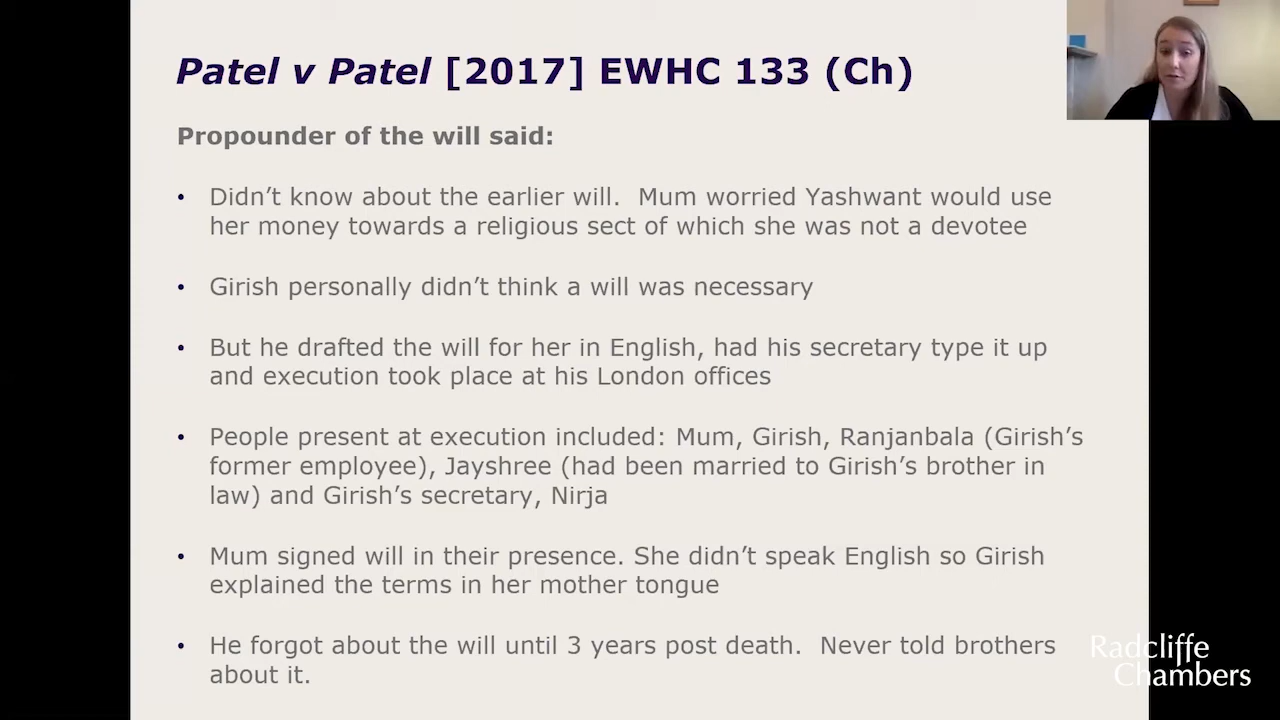 Patel v Patel [2017] EWHC 133 (Ch)
Propounder of the will said:
• Didn’t know about the earlier will.  Mum worried Yashwant would use
her money towards a religious sect of which she was not a devotee
• Girish personally didn’t think a will was necessary
• But he drafted the will for her in English, had his secretary type it up
and execution took place at his London offices
• People present at execution included: Mum, Girish, Ranjanbala (Girish’s
former employee), Jayshree (had been married to Girish’s brother in
law) and Girish’s secretary, Nirja
• Mum signed will in their presence. She didn’t speak English so Girish
explained the terms in her mother tongue
• He forgot about the will until 3 years post death.  Never told brothers
about it.
Radcliffe
Chambers